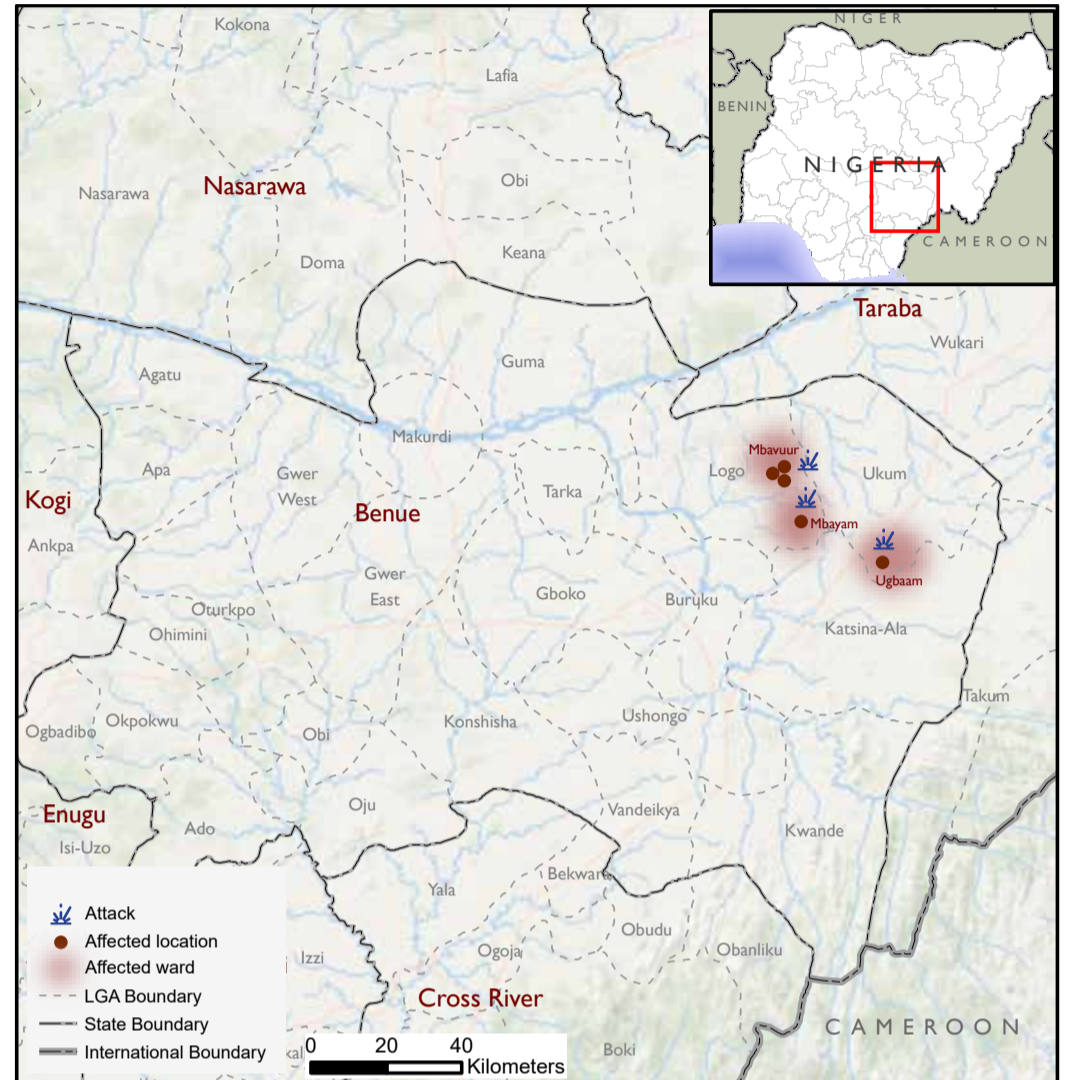 Kokona
NIGER
Lafia
BENIN
NIGERIA
Nasarawa
Nasarawa
Obi
CAMEROON
Keana
Doma
Taraba
Wukari
Guma
Agatu
Makurdi
Mbavuur
Apa
Gwer
West
Logo
Ukum
Tarka
Kogi
Benue
Mbayam
Ankpa
Gwer
East
Gboko
Buruku
Ugbaam
Oturkpo
Katsina-Ala
Ohimini
Takum
Ogbadibo
Okpokwu
Obi
Konshisha
Ushongo
Enugu
Oju
Vandeikya
Ado
Kwande
Isi-Uzo
Bekwara
Yala
Obudu
Ogoja
Obanliku
Izzi
Cross River
CAMEROON
Boki
Attack
Affected location
Affected ward
LGA Boundary
State Boundary
International Boundary
0 20 40
Kilometers